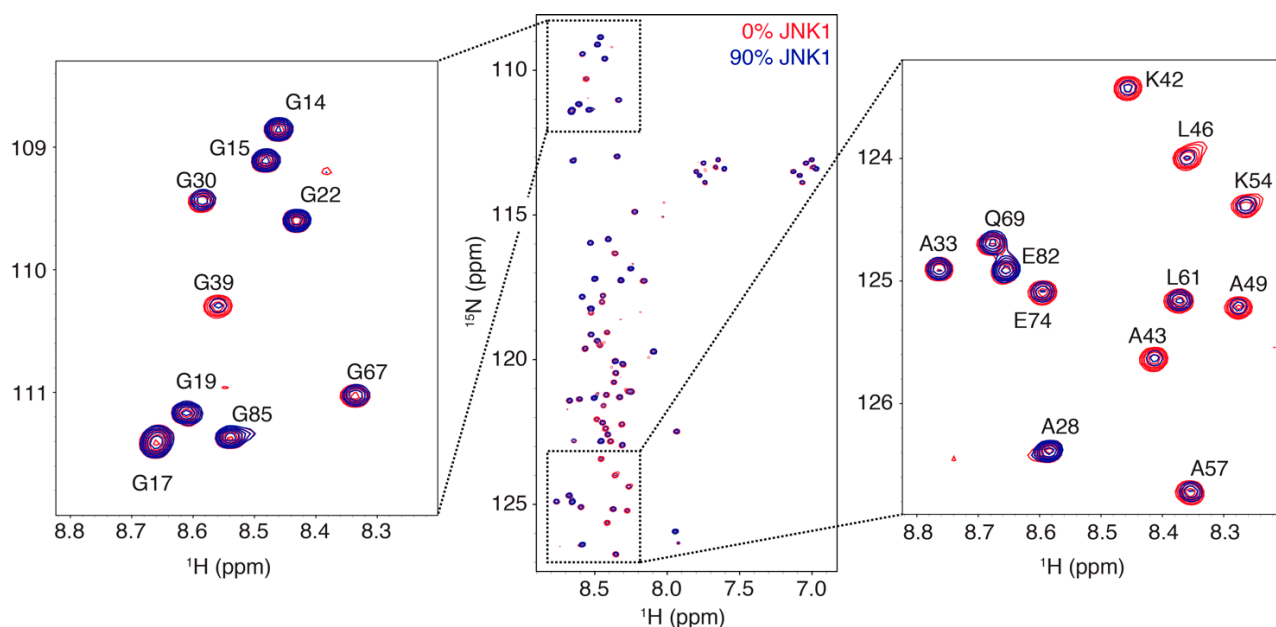 0% JNK1
90% JNK1
G14
G15
G30
G22
G39
G19
G67
G85
G17
109
110
111
8.8 8.7 8.6 8.5 8.4 8.3
¹H (ppm)
110
115
120
125
¹⁵N (ppm)
8.5 8.0 7.5 7.0
¹H (ppm)
K42
L46
K54
Q69
A33
E82
L61
A49
E74
A43
A28
A57
124
125
126
8.8 8.7 8.6 8.5 8.4 8.3
¹H (ppm)